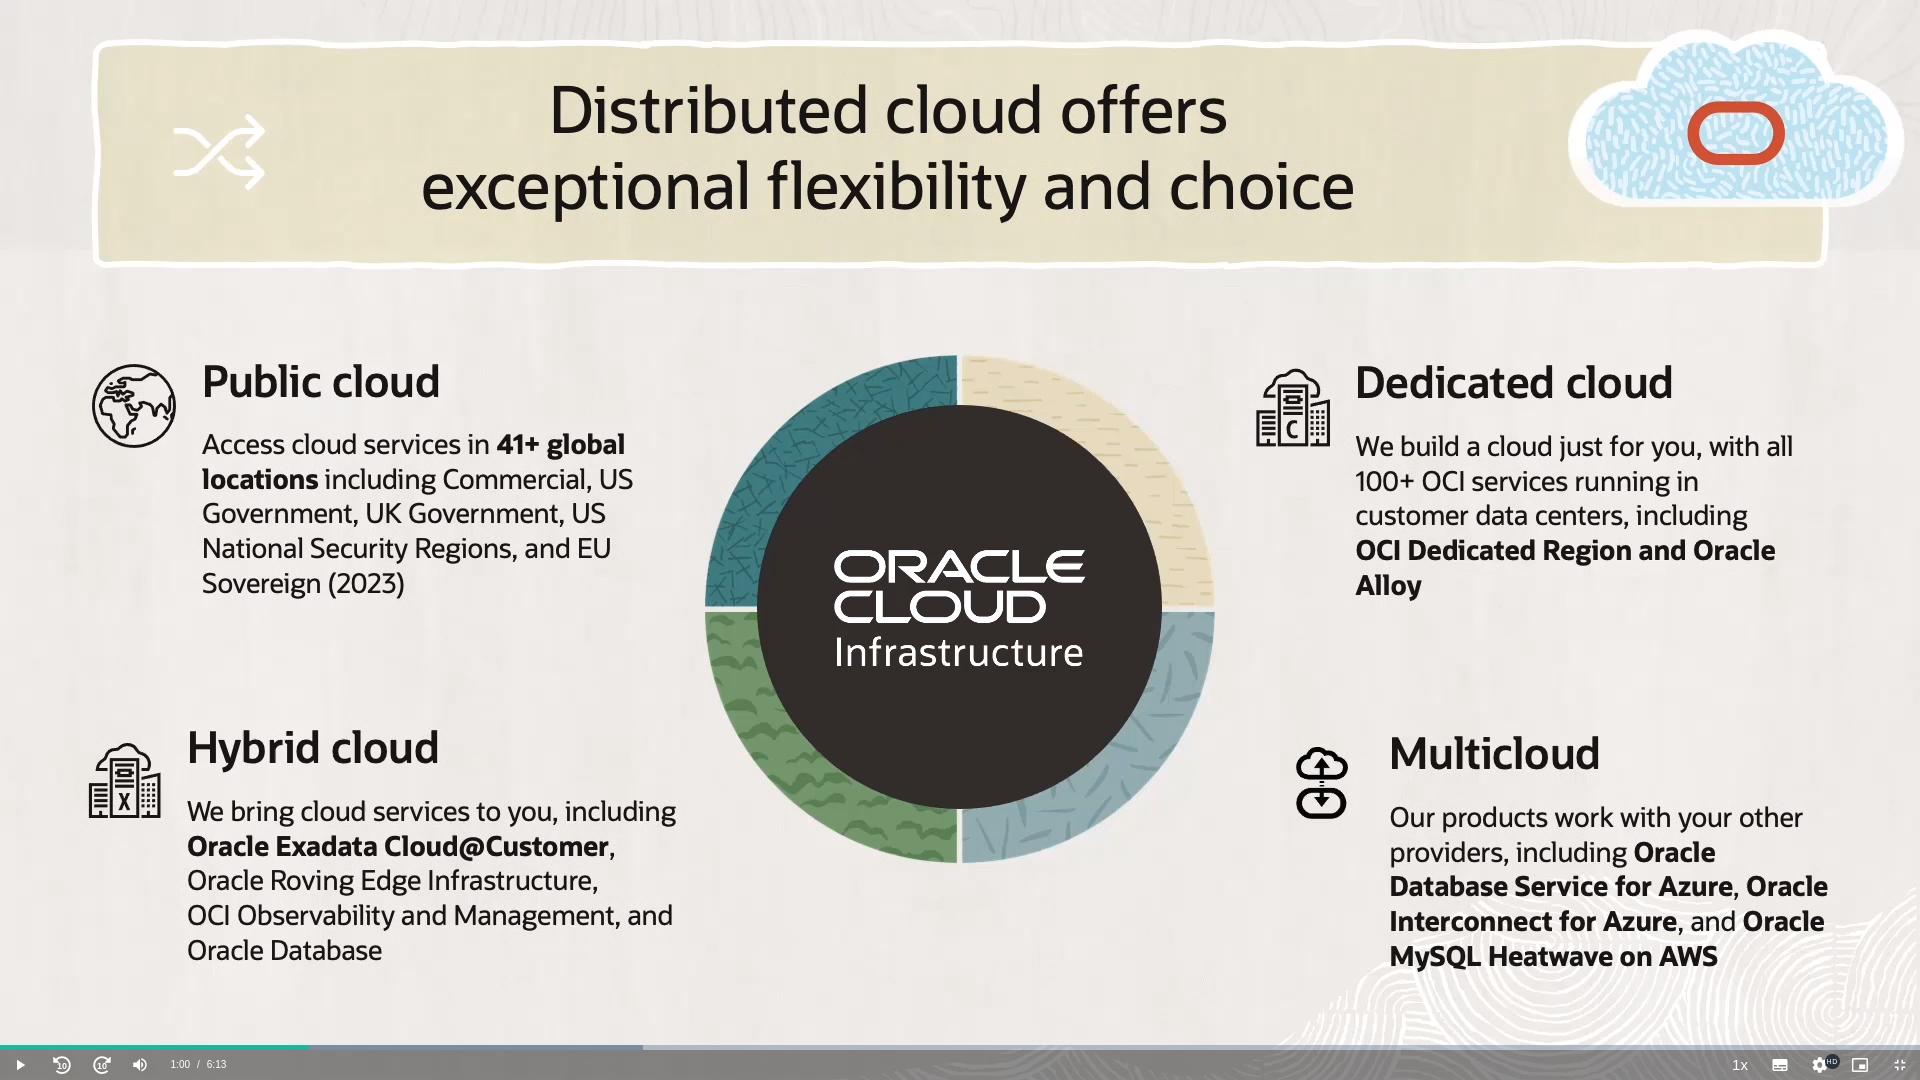 Distributed cloud offers
exceptional flexibility and choice
Public cloud
Access cloud services in 41+ global
locations including Commercial, US
Government, UK Government, US
National Security Regions, and EU
Sovereign (2023)
Dedicated cloud
We build a cloud just for you, with all
100+ OCI services running in
customer data centers, including
OCI Dedicated Region and Oracle
Alloy
C
ORACLE
CLOUD
Infrastructure
Hybrid cloud
We bring cloud services to you, including
Oracle Exadata Cloud@Customer,
Oracle Roving Edge Infrastructure,
OCI Observability and Management, and
Oracle Database
X
Multicloud
Our products work with your other
providers, including Oracle
Database Service for Azure, Oracle
Interconnect for Azure, and Oracle
MySQL Heatwave on AWS
10 10 1:00 / 6:13 1x HD